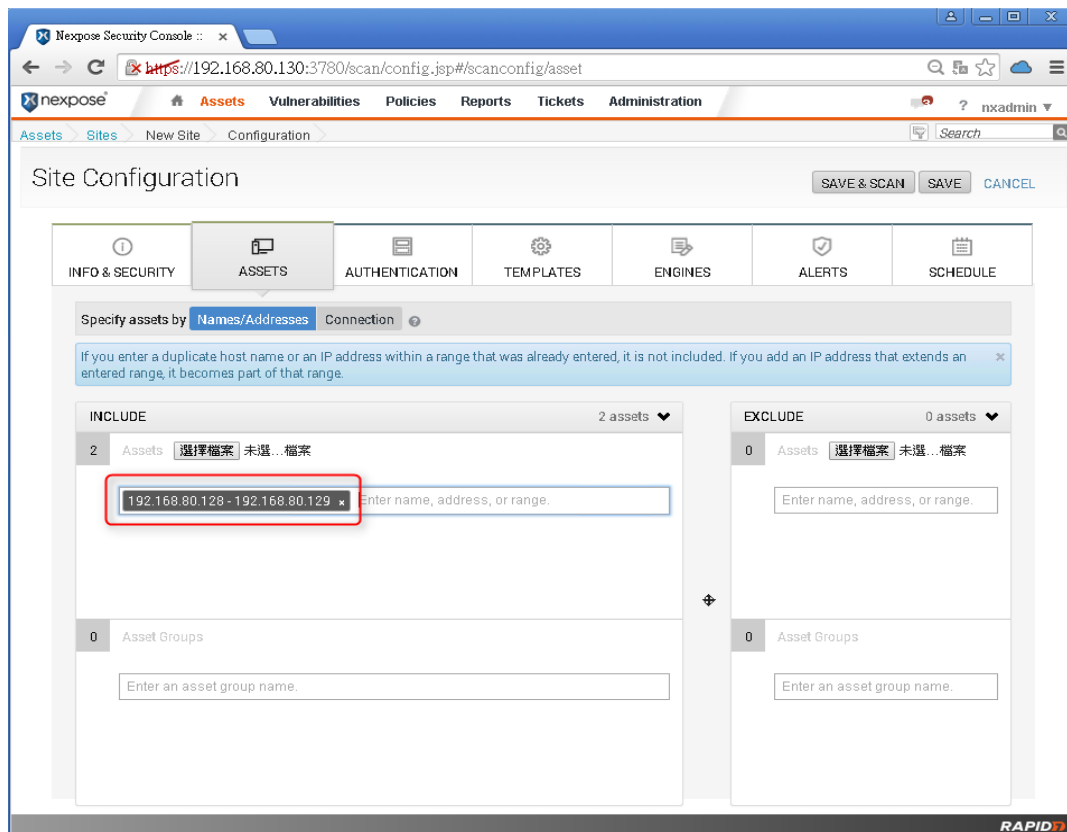 Nexpose Security Console :: ×
https://192.168.80.130:3780/scan/config.jsp#/scanconfig/asset
nexpose® Assets Vulnerabilities Policies Reports Tickets Administration ? nxadmin ▼
Assets Sites New Site Configuration Search
Site Configuration SAVE & SCAN SAVE CANCEL
INFO & SECURITY ASSETS AUTHENTICATION TEMPLATES ENGINES ALERTS SCHEDULE
Specify assets by Names/Addresses Connection ?
If you enter a duplicate host name or an IP address within a range that was already entered, it is not included. If you add an IP address that extends an ×
entered range, it becomes part of that range.
INCLUDE 2 assets
2 Assets 選擇檔案 未選...檔案
192.168.80.128 - 192.168.80.129 × Enter name, address, or range.
0 Asset Groups
Enter an asset group name.
EXCLUDE 0 assets
0 Assets 選擇檔案 未選...檔案
Enter name, address, or range.
0 Asset Groups
Enter an asset group name.
RAPID7